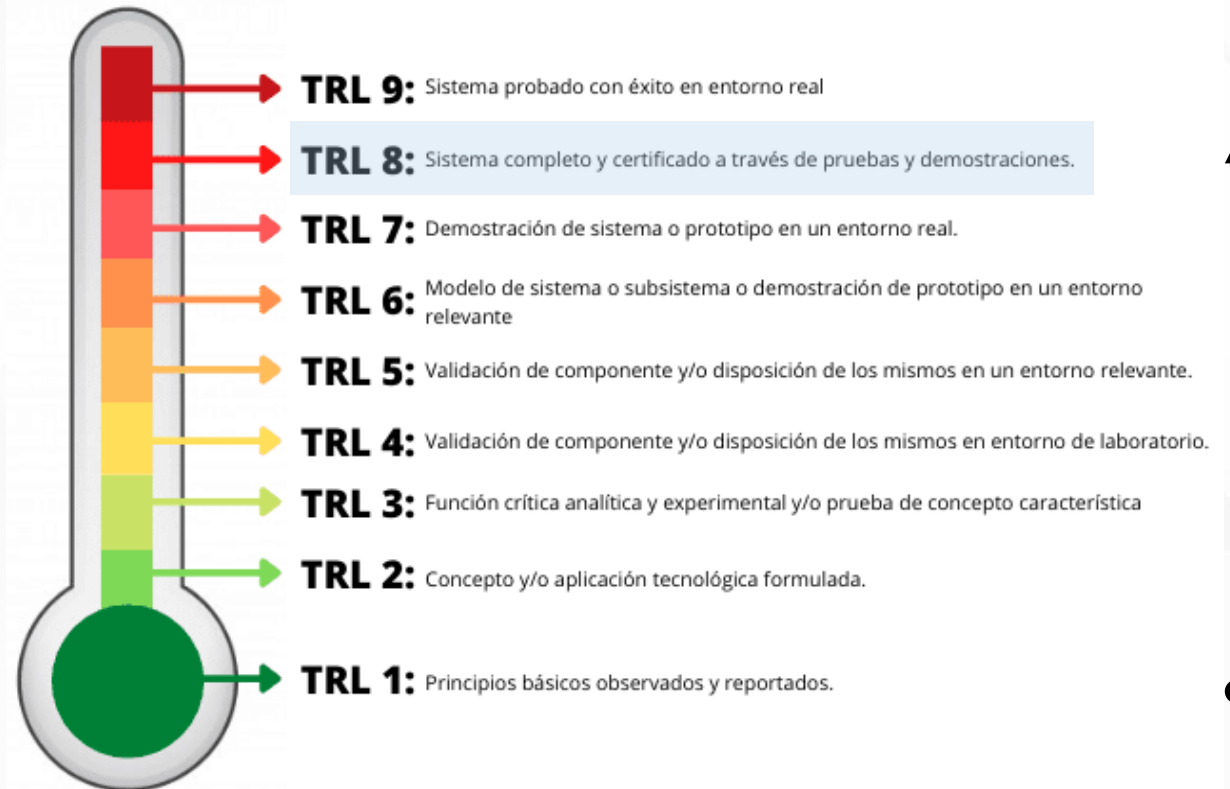 TRL 9: Sistema probado con éxito en entorno real
TRL 8: Sistema completo y certificado a través de pruebas y demostraciones.
TRL 7: Demostración de sistema o prototipo en un entorno real.
TRL 6: Modelo de sistema o subsistema o demostración de prototipo en un entorno
relevante
TRL 5: Validación de componente y/o disposición de los mismos en un entorno relevante.
TRL 4: Validación de componente y/o disposición de los mismos en entorno de laboratorio.
TRL 3: Función crítica analítica y experimental y/o prueba de concepto característica
TRL 2: Concepto y/o aplicación tecnológica formulada.
TRL 1: Principios básicos observados y reportados.